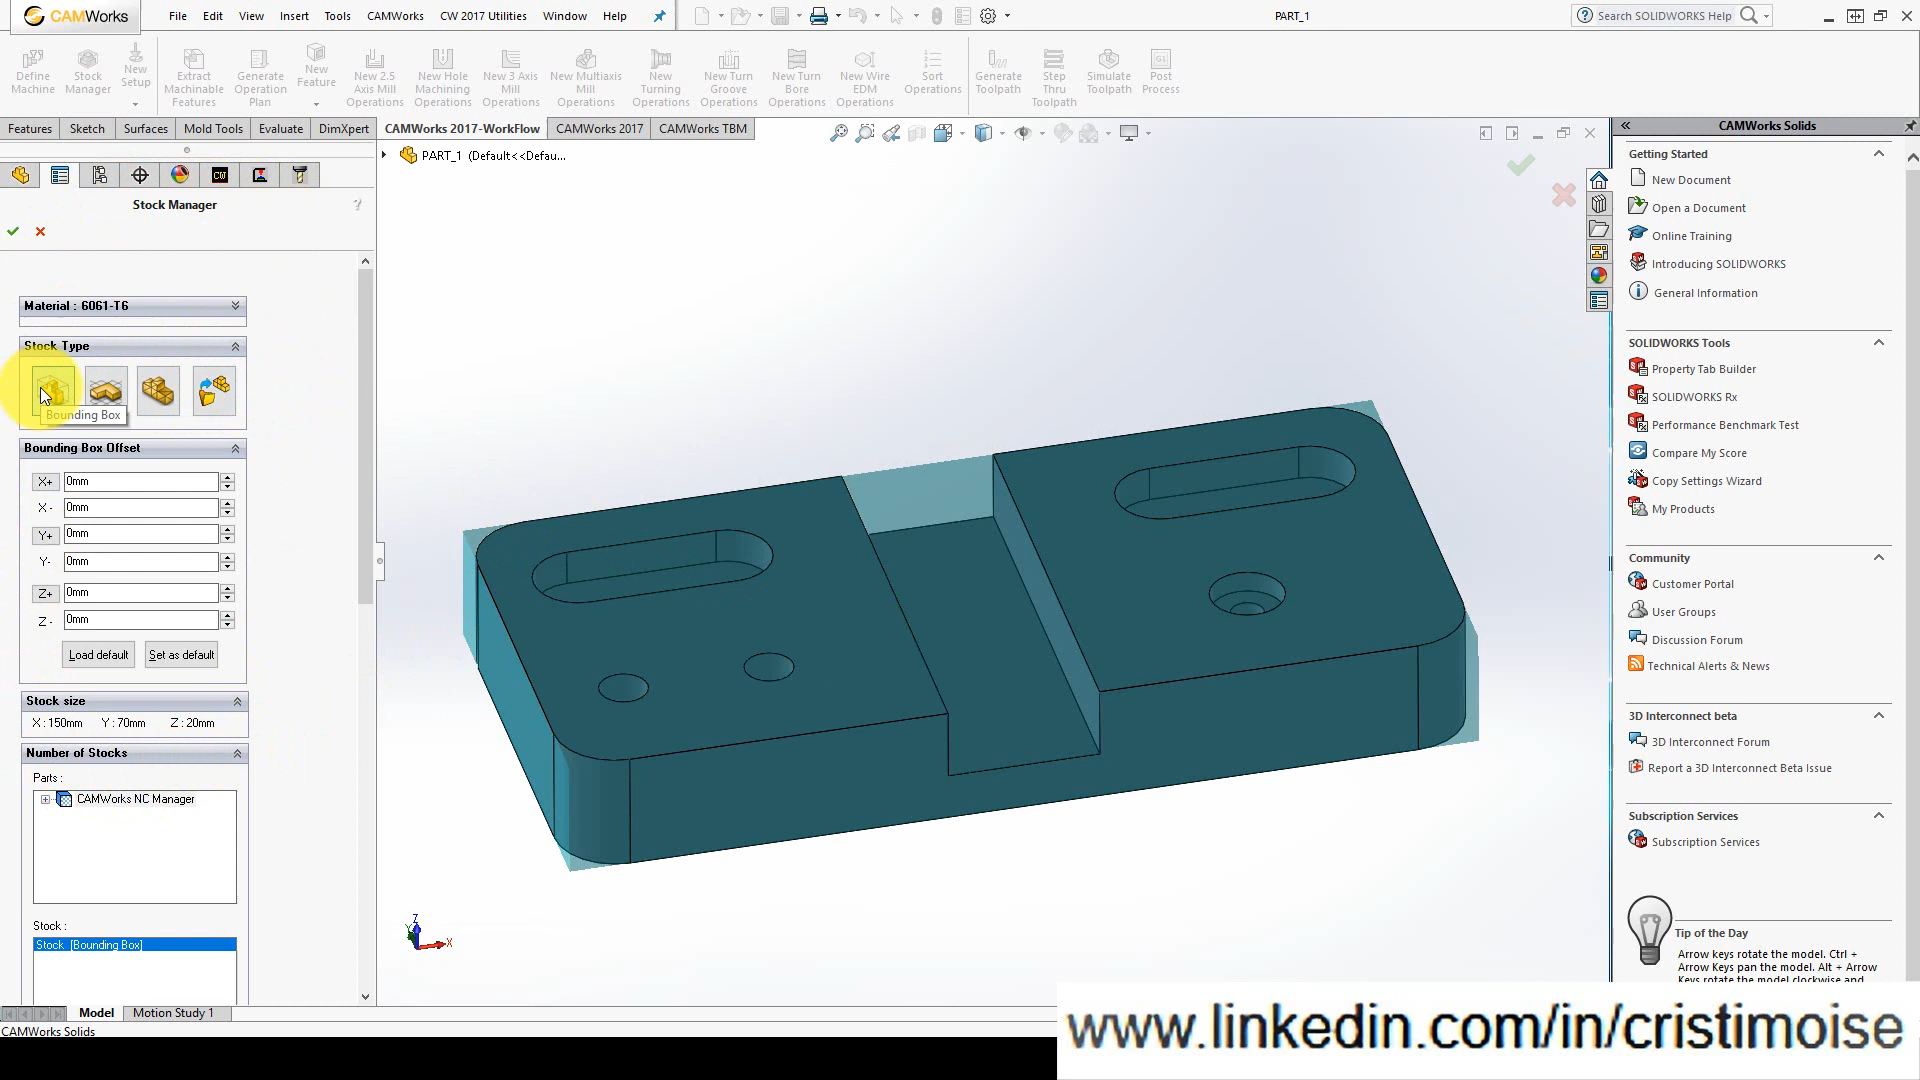 CAMWorks
File Edit View Insert Tools CAMWorks CW 2017 Utilities Window Help
PART_1
Search SOLIDWORKS Help
Define Machine
Stock Manager
New Setup
Extract Machinable Features
Generate Operation Plan
New Feature
New 2.5 Axis Mill Operations
New Hole Machining Operations
New 3 Axis Mill Operations
New Multiaxis Mill Operations
New Turning Operations
New Turn Groove Operations
New Turn Bore Operations
New Wire EDM Operations
Sort Operations
Generate Toolpath
Step Thru Toolpath
Simulate Toolpath
G1
Post Process
Features Sketch Surfaces Mold Tools Evaluate DimXpert CAMWorks 2017-WorkFlow CAMWorks 2017 CAMWorks TBM
PART_1 (Default<<Defau...
CW
Stock Manager
?
Material : 6061-T6
Stock Type
Bounding Box
Bounding Box Offset
X+ 0mm
X- 0mm
Y+ 0mm
Y- 0mm
Z+ 0mm
Z- 0mm
Load default Set as default
Stock size
X :150mm Y :70mm Z :20mm
Number of Stocks
Parts :
CAMWorks NC Manager
Stock :
Stock [Bounding Box]
Z
Y
X
CAMWorks Solids
Getting Started
New Document
Open a Document
Online Training
Introducing SOLIDWORKS
General Information
SOLIDWORKS Tools
Property Tab Builder
SOLIDWORKS Rx
Performance Benchmark Test
Compare My Score
Copy Settings Wizard
My Products
Community
Customer Portal
User Groups
Discussion Forum
Technical Alerts & News
3D Interconnect beta
3D Interconnect Forum
Report a 3D Interconnect Beta Issue
Subscription Services
Subscription Services
Tip of the Day
Arrow keys rotate the model. Ctrl +
Arrow Keys pan the model. Alt + Arrow
Keys rotate the model clockwise and
Model Motion Study 1
CAMWorks Solids
www.linkedin.com/in/cristimoise